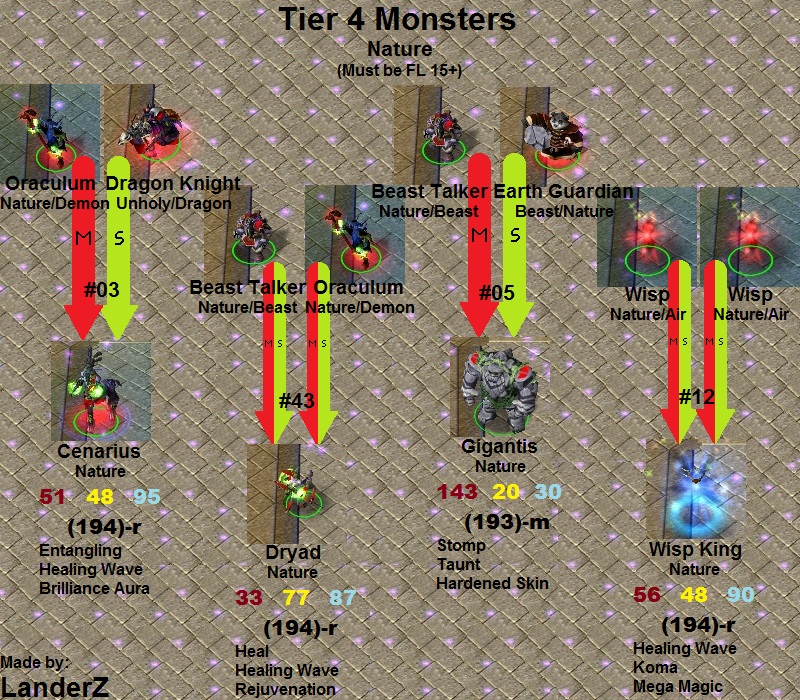 Tier 4 Monsters
Nature
(Must be FL 15+)
Oraculum Dragon Knight
Nature/Demon Unholy/Dragon
M S
#03
Cenarius
Nature
51 48 95
(194)-r
Entangling
Healing Wave
Brilliance Aura
Beast Talker Oraculum
Nature/Beast Nature/Demon
M S M S
#43
Dryad
Nature
33 77 87
(194)-r
Heal
Healing Wave
Rejuvenation
Beast Talker Earth Guardian
Nature/Beast Beast/Nature
M S
#05
Gigantis
Nature
143 20 30
(193)-m
Stomp
Taunt
Hardened Skin
Wisp Wisp
Nature/Air Nature/Air
M S M S
#12
Wisp King
Nature
56 48 90
(194)-r
Healing Wave
Koma
Mega Magic
Made by:
LanderZ